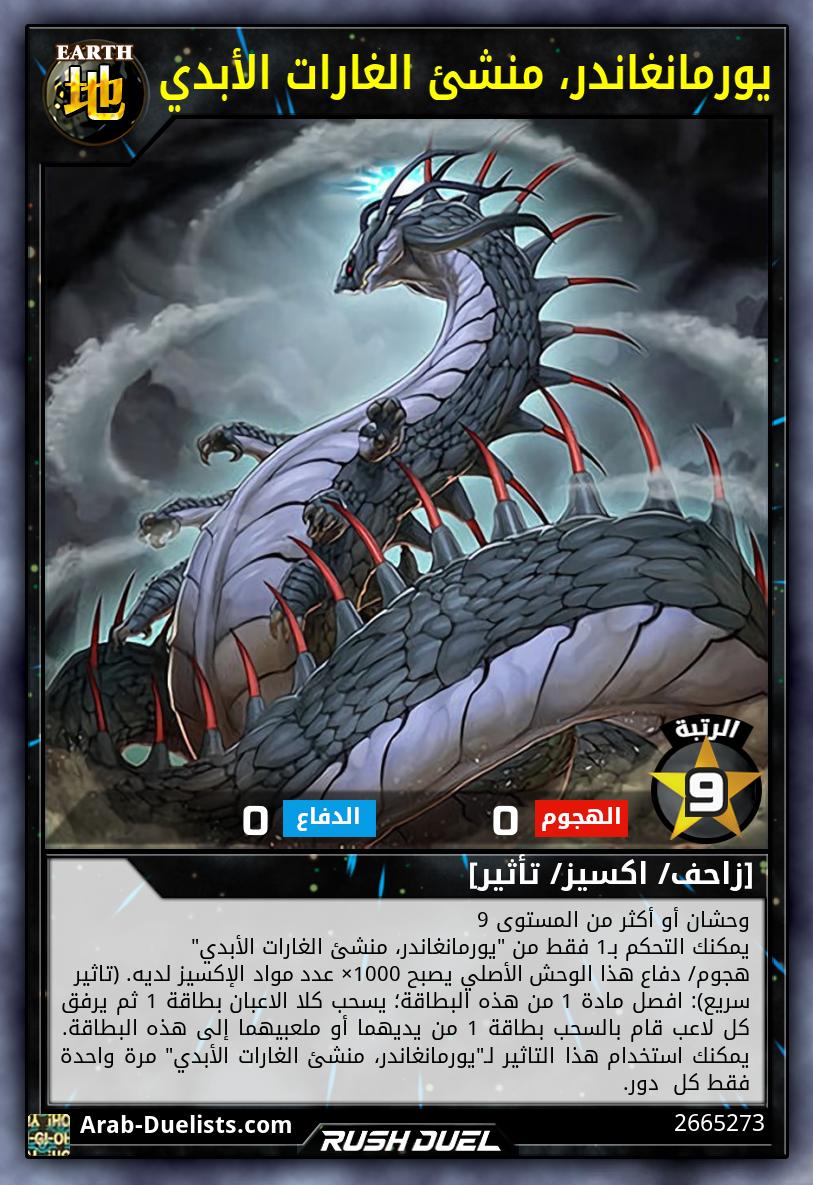 EARTH
地
يورمانغاندر، منشئ الغارات الأبدي
الرتبة
9
الهجوم 0
الدفاع 0
[زاحف/ اكسيز/ تأثير]
وحشان أو أكثر من المستوى 9
يمكنك التحكم بـ1 فقط من "يورمانغاندر، منشئ الغارات الأبدي"
هجوم/ دفاع هذا الوحش الأصلي يصبح 1000× عدد مواد الإكسيز لديه. (تاثير
سريع): افصل مادة 1 من هذه البطاقة؛ يسحب كلا الاعبان بطاقة 1 ثم يرفق
كل لاعب قام بالسحب بطاقة 1 من يديهما أو ملعبيهما إلى هذه البطاقة.
يمكنك استخدام هذا التاثير لـ"يورمانغاندر، منشئ الغارات الأبدي" مرة واحدة
فقط كل دور.
Arab-Duelists.com
RUSH DUEL
2665273